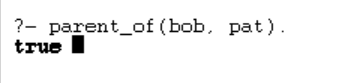 ?- parent_of(bob, pat).
true